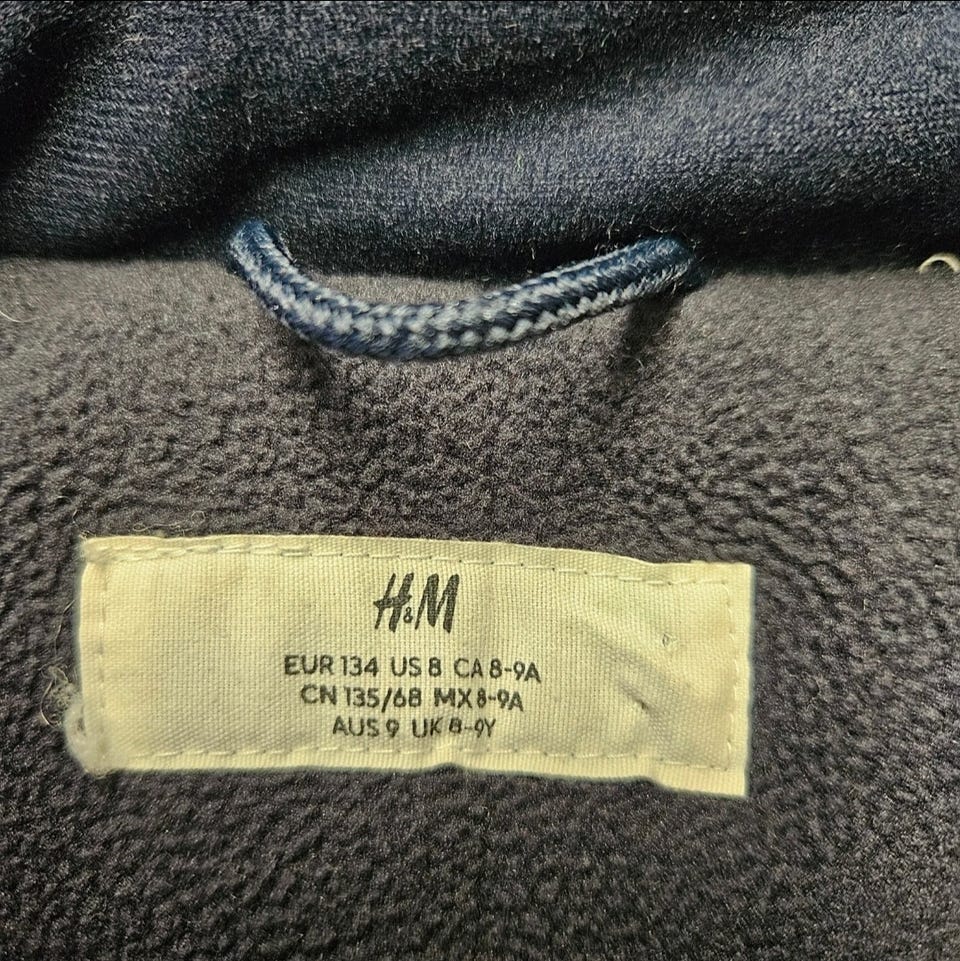 H&M
EUR 134 US 8 CA 8-9A
CN 135/68 MX 8-9A
AUS 9 UK 8-9Y